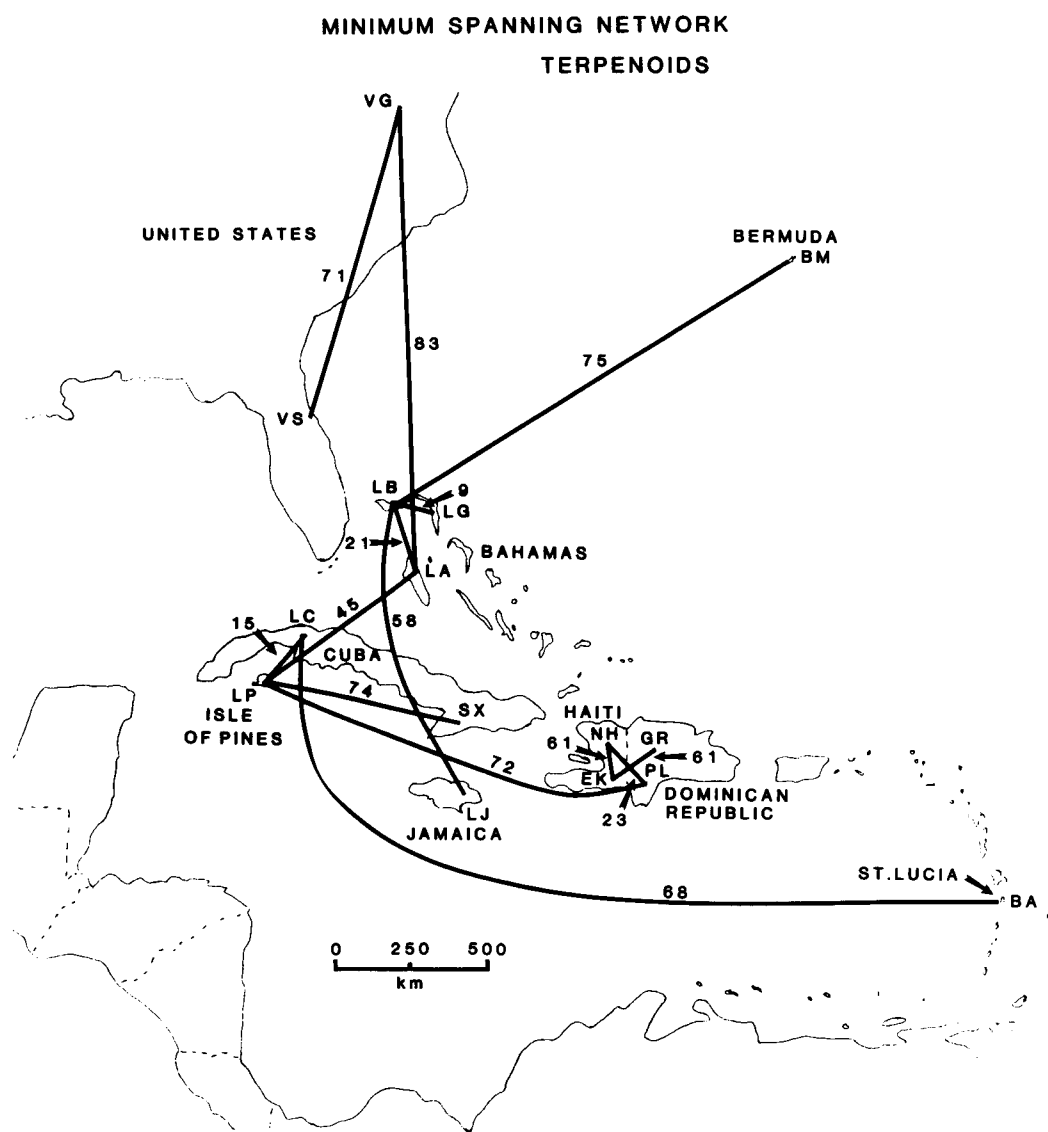 MINIMUM SPANNING NETWORK
TERPENOIDS
VG
UNITED STATES
BERMUDA
BM
71
83
75
VS
LB
9
LG
21
BAHAMAS
LA
45
58
15
LC
CUBA
74
LP
SX
ISLE
OF PINES
HAITI
NH
GR
61
61
72
EK
PL
DOMINICAN
REPUBLIC
23
LJ
JAMAICA
ST.LUCIA
68
BA
0 250 500
km